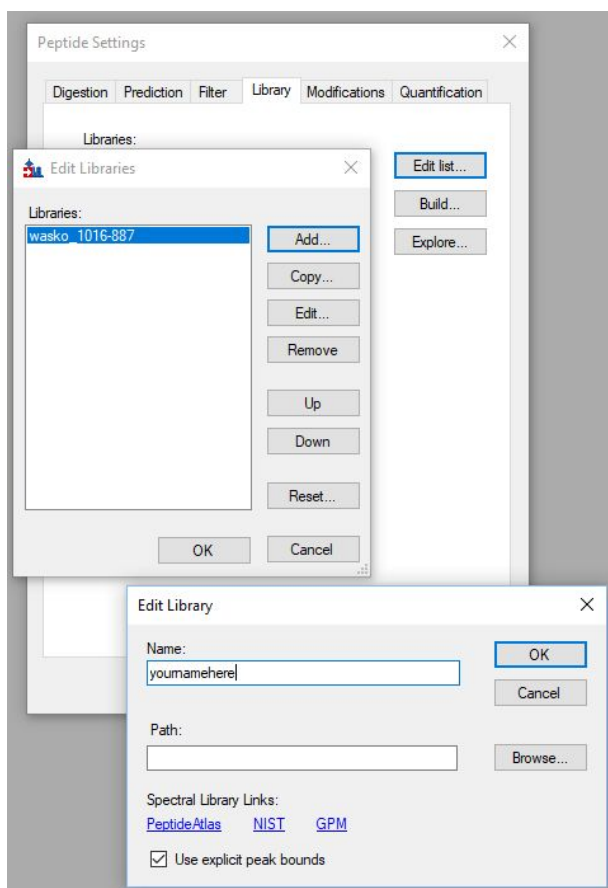 Peptide Settings
Digestion Prediction Filter Library Modifications Quantification
Libraries:
Edit list...
Build...
Explore...
Edit Libraries
Libraries:
wasko_1016-887
Add...
Copy...
Edit...
Remove
Up
Down
Reset...
OK
Cancel
Edit Library
Name:
yournamehere
OK
Cancel
Path:
Browse...
Spectral Library Links:
PeptideAtlas NIST GPM
Use explicit peak bounds